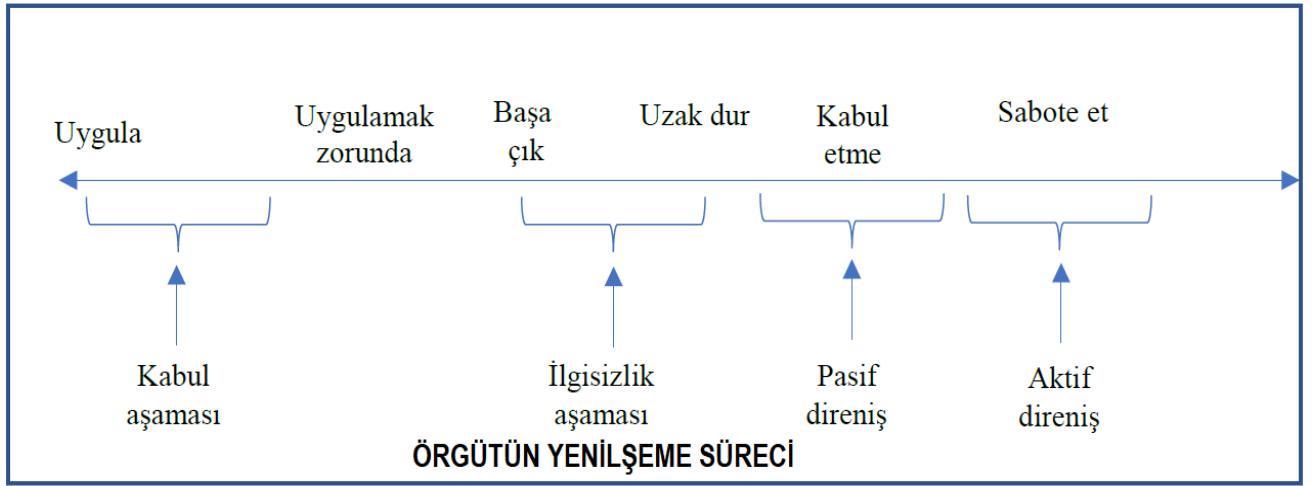 Uygula
Uygulamak
zorunda
Başa
çık
Uzak dur
Kabul
etme
Sabote et
Kabul
aşaması
İlgisizlik
aşaması
Pasif
direniş
Aktif
direniş
ÖRGÜTÜN YENİLŞEME SÜRECİ